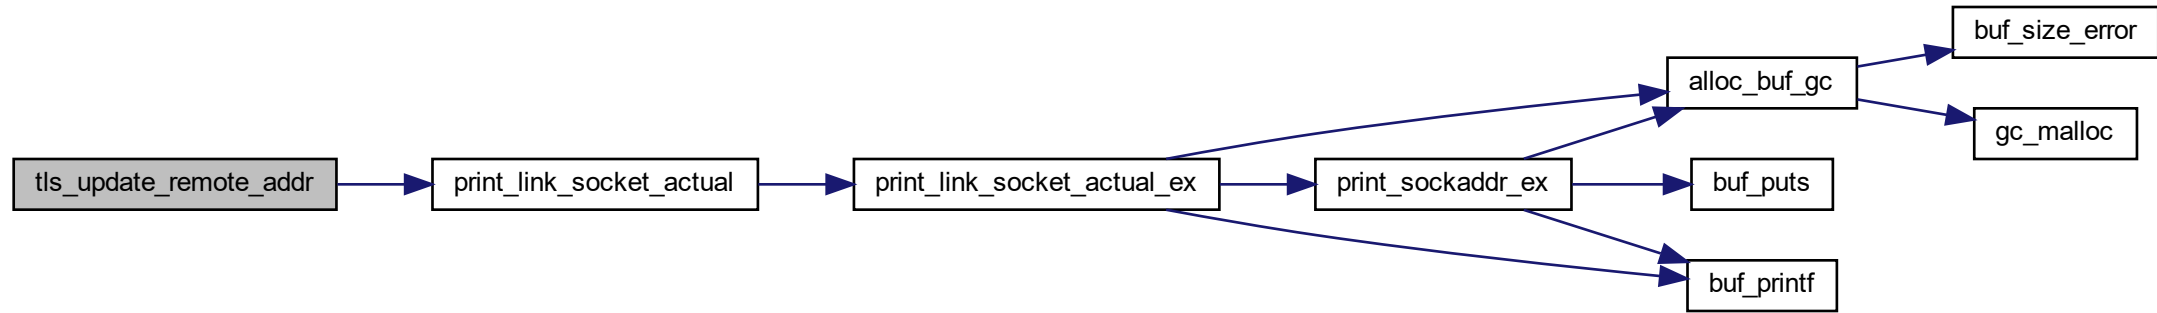 tls_update_remote_addr
print_link_socket_actual
print_link_socket_actual_ex
print_sockaddr_ex
alloc_buf_gc
buf_size_error
gc_malloc
buf_puts
buf_printf